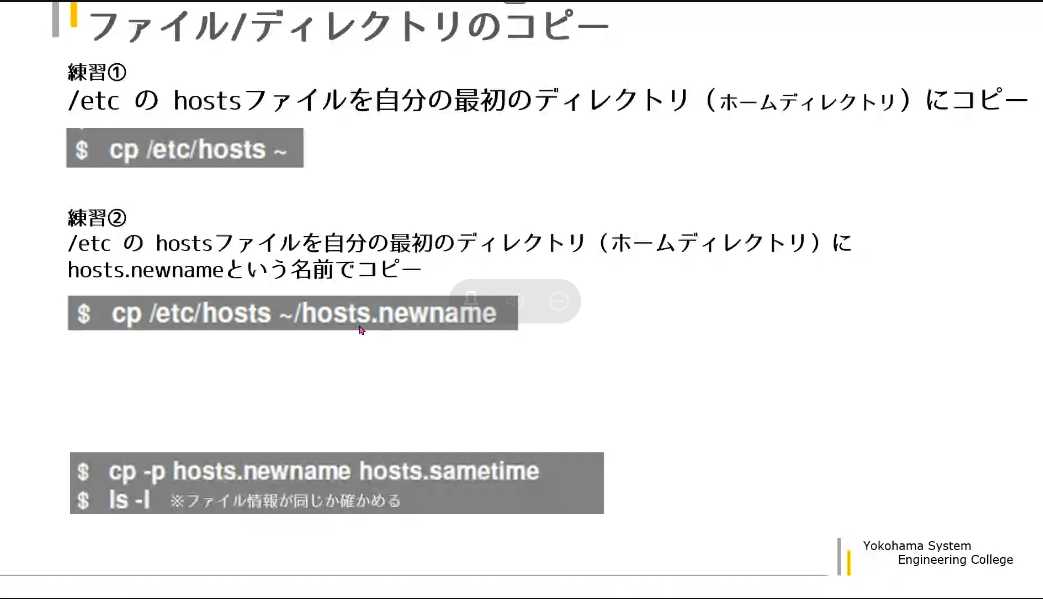 ファイル/ディレクトリのコピー
練習①
/etc の hostsファイルを自分の最初のディレクトリ（ホームディレクトリ）にコピー
$ cp /etc/hosts ~
練習②
/etc の hostsファイルを自分の最初のディレクトリ（ホームディレクトリ）に
hosts.newnameという名前でコピー
$ cp /etc/hosts ~/hosts.newname
$ cp -p hosts.newname hosts.sametime
$ ls -l ※ファイル情報が同じか確かめる
Yokohama System
Engineering College